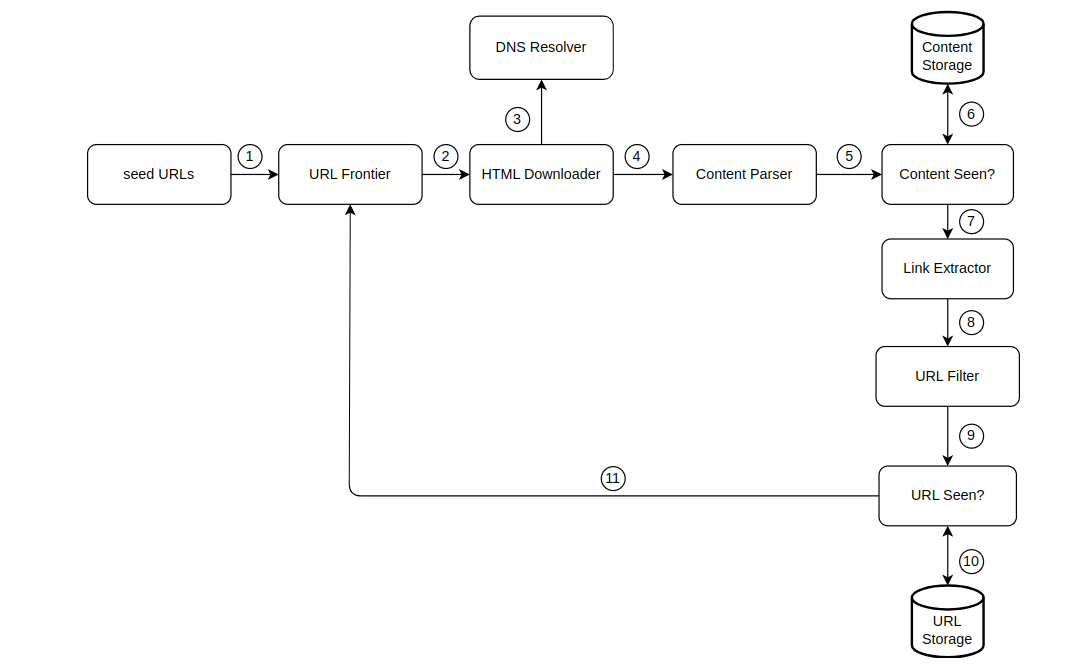 DNS Resolver
Content
Storage
3
6
1
2
4
5
seed URLs
URL Frontier
HTML Downloader
Content Parser
Content Seen?
7
Link Extractor
8
URL Filter
9
11
URL Seen?
10
URL
Storage